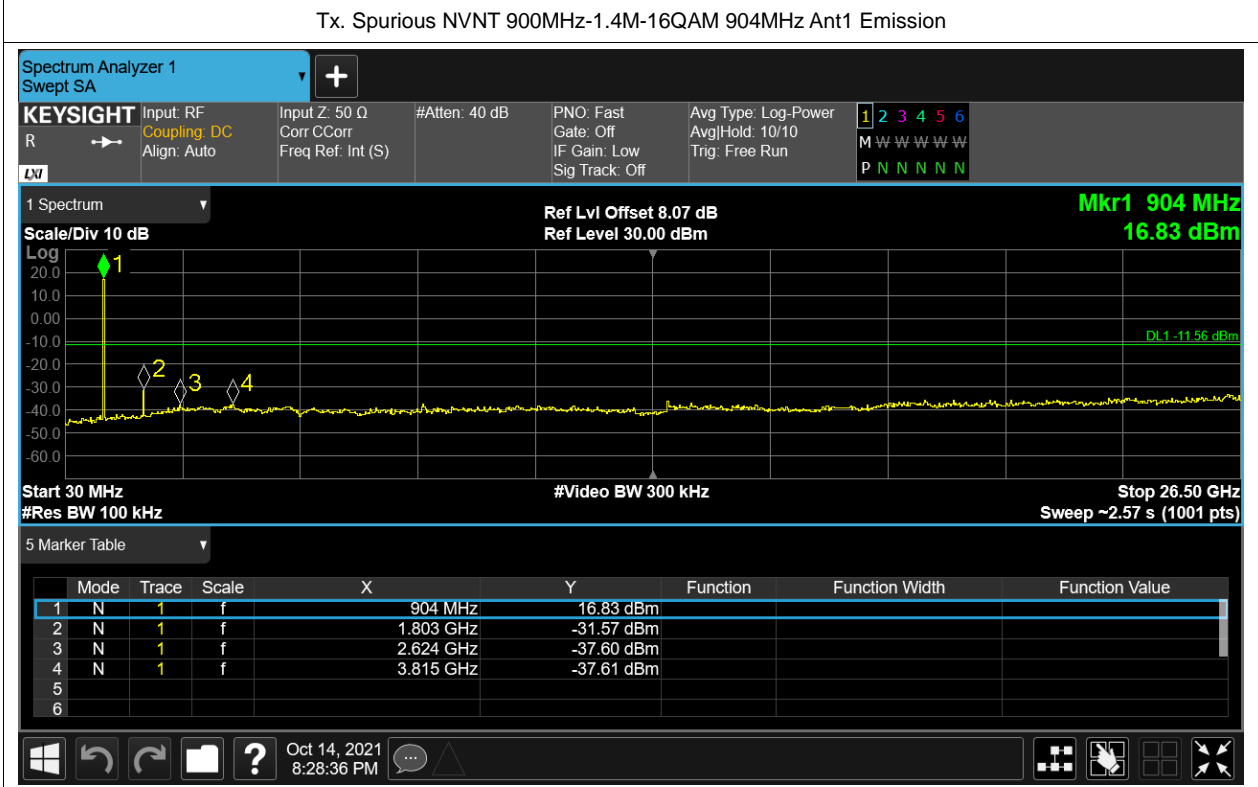 Tx. Spurious NVNT 900MHz-1.4M-16QAM 904MHz Ant1 Emission
Spectrum Analyzer 1
Swept SA
+
KEYSIGHT
R
LXI
Input: RF
Coupling: DC
Align: Auto
Input Z: 50 Ω
Corr CCorr
Freq Ref: Int (S)
#Atten: 40 dB
PNO: Fast
Gate: Off
IF Gain: Low
Sig Track: Off
Avg Type: Log-Power
Avg|Hold: 10/10
Trig: Free Run
1 2 3 4 5 6
M W W W W W
P N N N N N
1 Spectrum
Scale/Div 10 dB
Ref Lvl Offset 8.07 dB
Ref Level 30.00 dBm
Mkr1 904 MHz
16.83 dBm
Log
20.0
10.0
0.00
-10.0
-20.0
-30.0
-40.0
-50.0
-60.0
1
2
3
4
DL1 -11.56 dBm
Start 30 MHz
#Video BW 300 kHz
Stop 26.50 GHz
#Res BW 100 kHz
Sweep ~2.57 s (1001 pts)
5 Marker Table
Mode Trace Scale X Y Function Function Width Function Value
1 N 1 f 904 MHz 16.83 dBm
2 N 1 f 1.803 GHz -31.57 dBm
3 N 1 f 2.624 GHz -37.60 dBm
4 N 1 f 3.815 GHz -37.61 dBm
5
6
?
Oct 14, 2021
8:28:36 PM